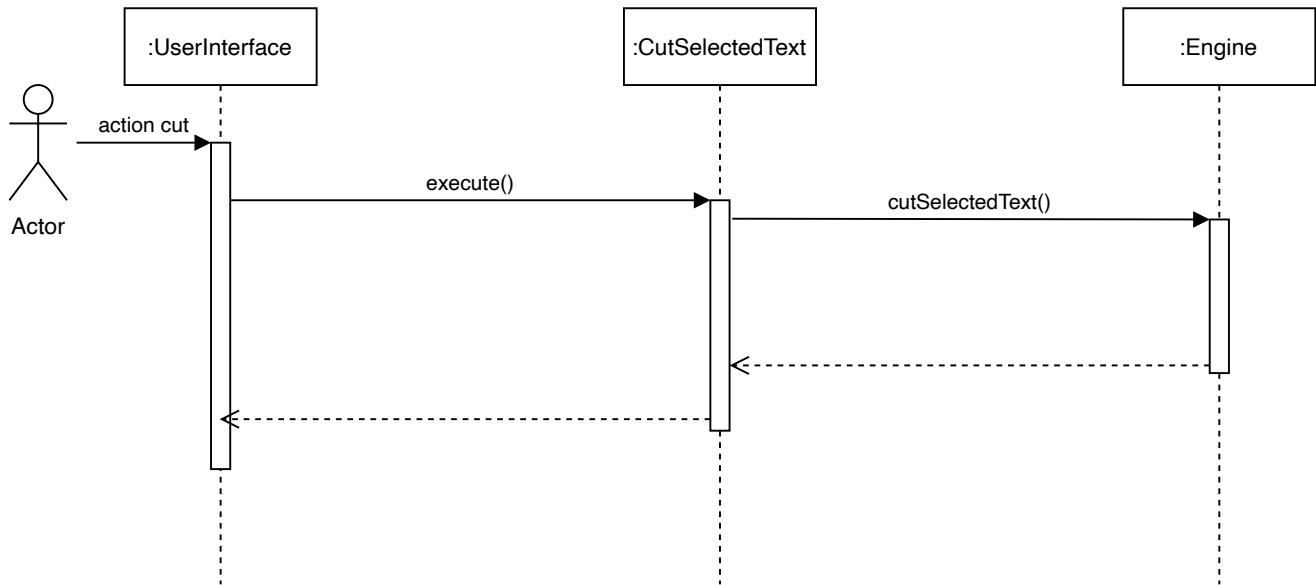 :UserInterface
:CutSelectedText
:Engine
action cut
execute()
cutSelectedText()
Actor